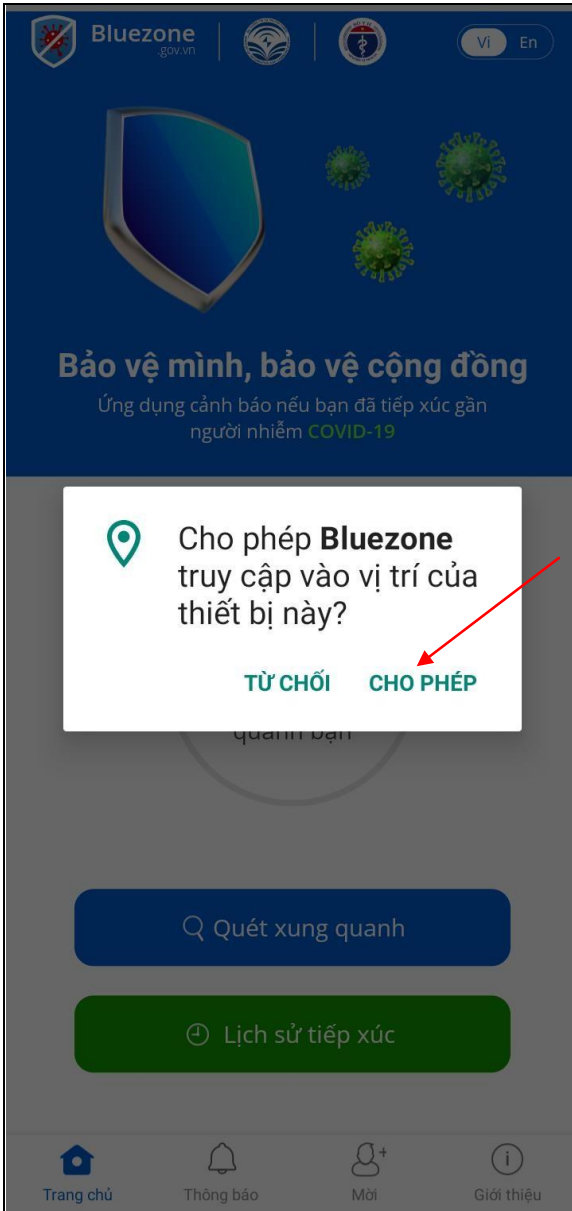 Bluezone
.gov.vn
Vi En
Bảo vệ mình, bảo vệ cộng đồng
Ứng dụng cảnh báo nếu bạn đã tiếp xúc gần
người nhiễm COVID-19
Cho phép Bluezone
truy cập vào vị trí của
thiết bị này?
TỪ CHỐI CHO PHÉP
quanh bạn
Quét xung quanh
Lịch sử tiếp xúc
Trang chủ Thông báo Mời Giới thiệu